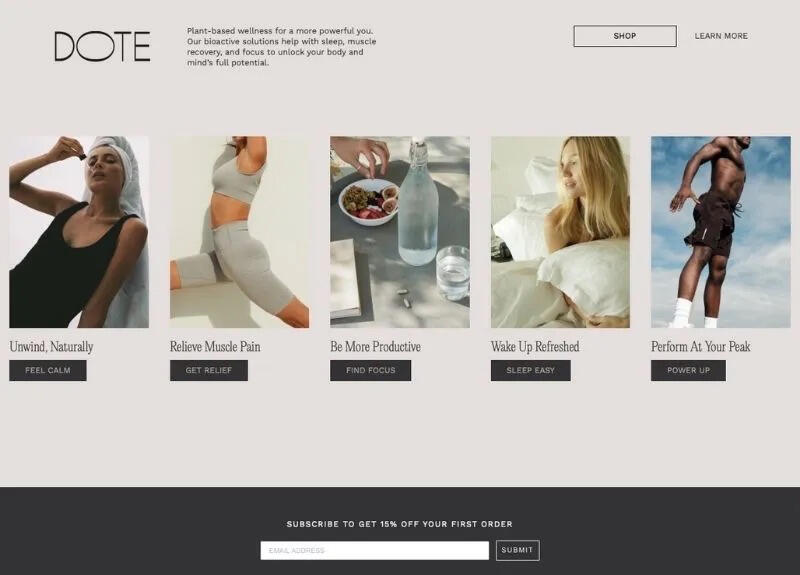 DOTE
Plant-based wellness for a more powerful you.
Our bioactive solutions help with sleep, muscle
recovery, and focus to unlock your body and
mind's full potential.
SHOP
LEARN MORE
Unwind, Naturally
FEEL CALM
Relieve Muscle Pain
GET RELIEF
Be More Productive
FIND FOCUS
Wake Up Refreshed
SLEEP EASY
Perform At Your Peak
POWER UP
SUBSCRIBE TO GET 15% OFF YOUR FIRST ORDER
EMAIL ADDRESS
SUBMIT